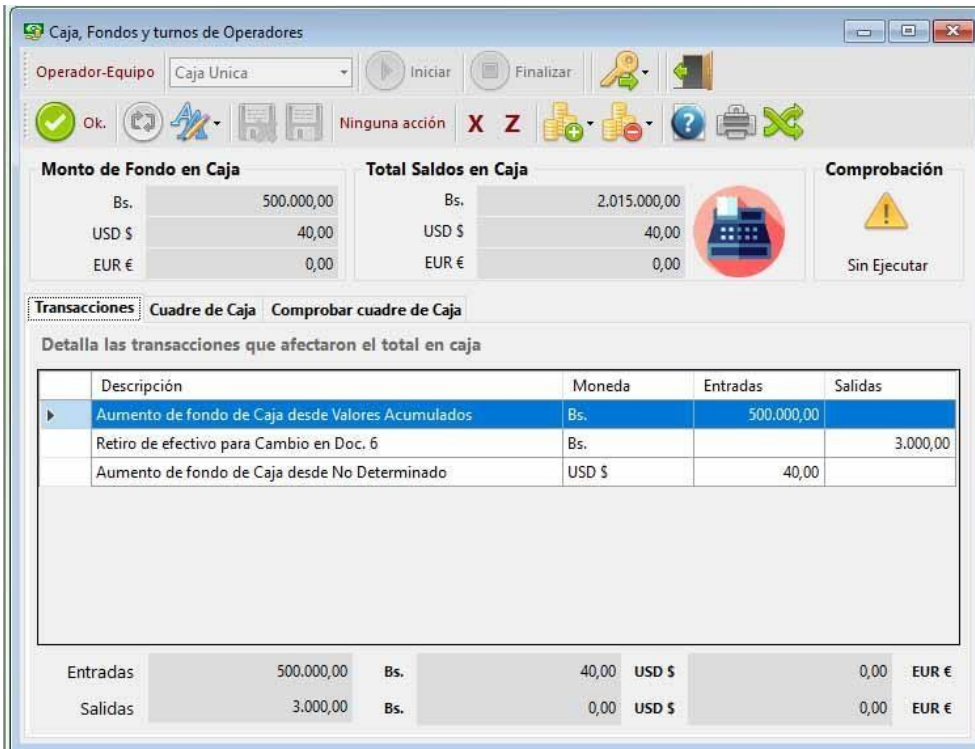 Caja, Fondos y turnos de Operadores
Operador-Equipo Caja Unica Iniciar Finalizar
Ok. Ninguna acción X Z
Monto de Fondo en Caja Total Saldos en Caja Comprobación
Bs. 500.000,00 Bs. 2.015.000,00
USD $ 40,00 USD $ 40,00
EUR € 0,00 EUR € 0,00 Sin Ejecutar
Transacciones Cuadre de Caja Comprobar cuadre de Caja
Detalla las transacciones que afectaron el total en caja
Descripción Moneda Entradas Salidas
Aumento de fondo de Caja desde Valores Acumulados Bs. 500.000,00
Retiro de efectivo para Cambio en Doc. 6 Bs. 3.000,00
Aumento de fondo de Caja desde No Determinado USD $ 40,00
Entradas 500.000,00 Bs. 40,00 USD $ 0,00 EUR €
Salidas 3.000,00 Bs. 0,00 USD $ 0,00 EUR €